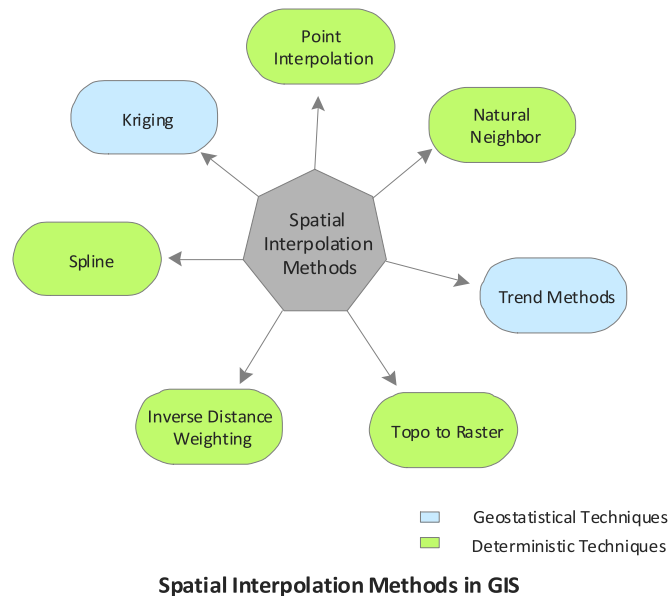 Point
Interpolation
Kriging
Natural
Neighbor
Spatial
Interpolation
Methods
Spline
Trend Methods
Inverse Distance
Weighting
Topo to Raster
Geostatistical Techniques
Deterministic Techniques
Spatial Interpolation Methods in GIS